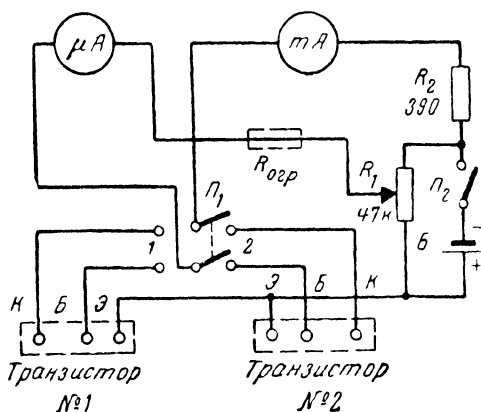 μA
mA
R2
390
Rогр
R1
47к
П1
П2
1
2
Б
−
+
К Б Э
Э Б К
Транзистор
№1
Транзистор
№2